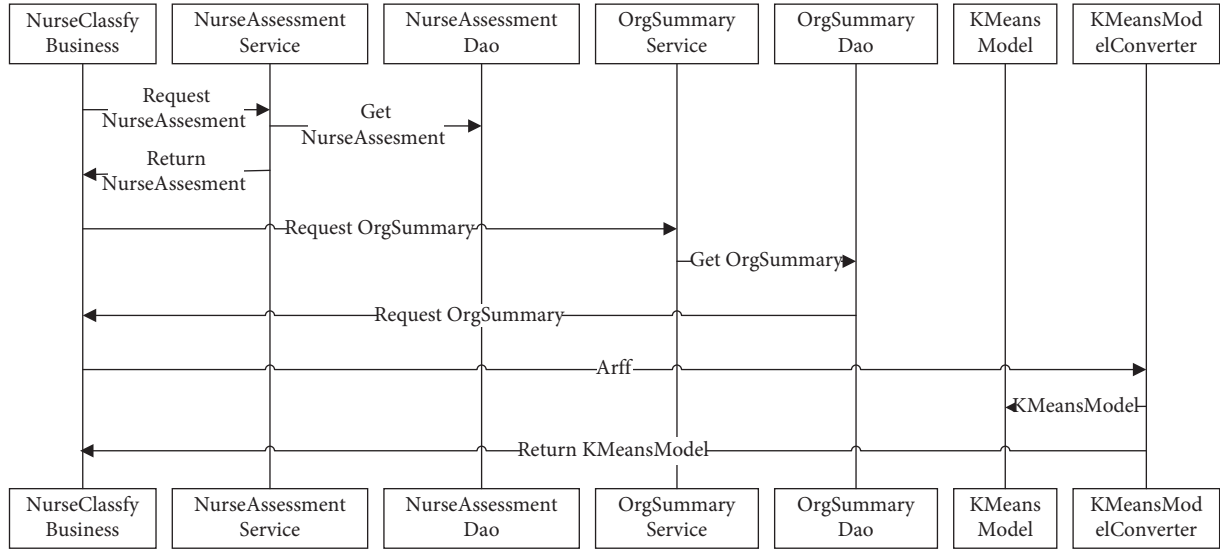 NurseClassfy
Business
NurseAssessment
Service
NurseAssessment
Dao
OrgSummary
Service
OrgSummary
Dao
KMeans
Model
KMeansMod
elConverter
Request
NurseAssesment
Get
NurseAssesment
Return
NurseAssesment
Request OrgSummary
Get OrgSummary
Request OrgSummary
Arff
KMeansModel
Return KMeansModel
NurseClassfy
Business
NurseAssessment
Service
NurseAssessment
Dao
OrgSummary
Service
OrgSummary
Dao
KMeans
Model
KMeansMod
elConverter